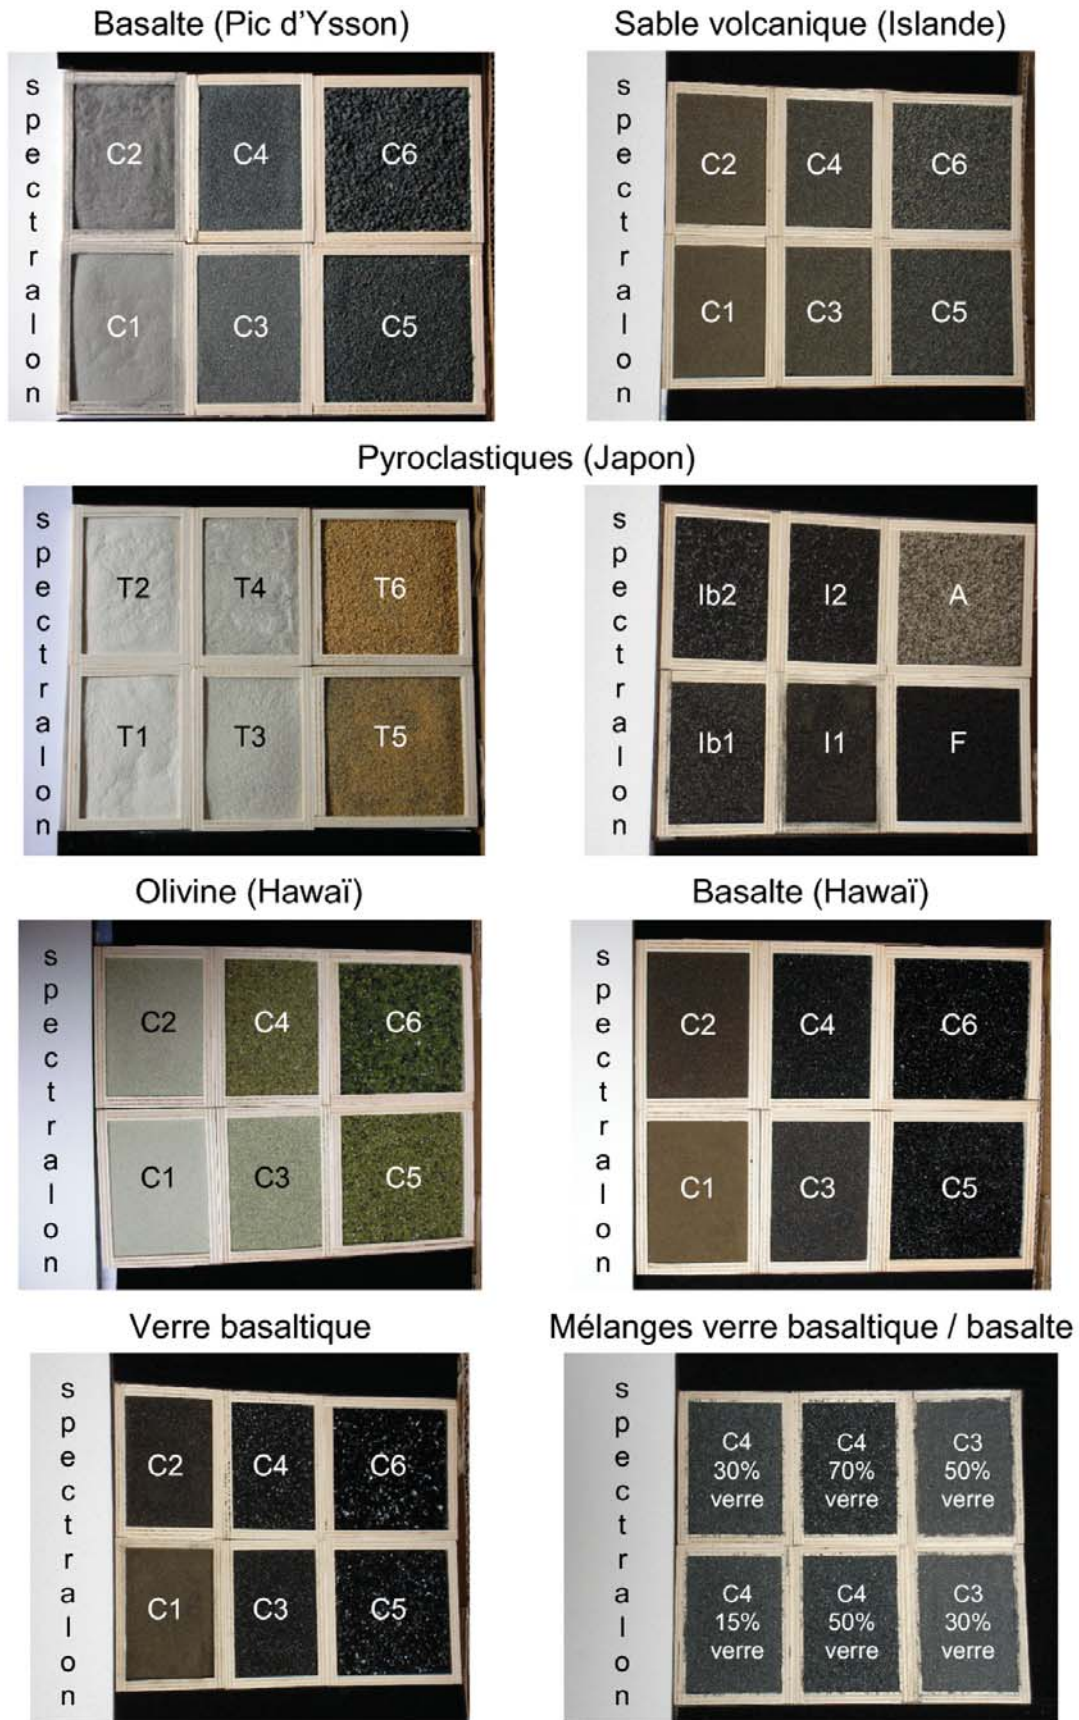 Basalte (Pic d'Ysson)
spectralon
C2 C4 C6
C1 C3 C5
Sable volcanique (Islande)
spectralon
C2 C4 C6
C1 C3 C5
Pyroclastiques (Japon)
spectralon
T2 T4 T6
T1 T3 T5
spectralon
Ib2 I2 A
Ib1 I1 F
Olivine (Hawaï)
spectralon
C2 C4 C6
C1 C3 C5
Basalte (Hawaï)
spectralon
C2 C4 C6
C1 C3 C5
Verre basaltique
spectralon
C2 C4 C6
C1 C3 C5
Mélanges verre basaltique / basalte
spectralon
C4
30%
verre
C4
70%
verre
C3
50%
verre
C4
15%
verre
C4
50%
verre
C3
30%
verre